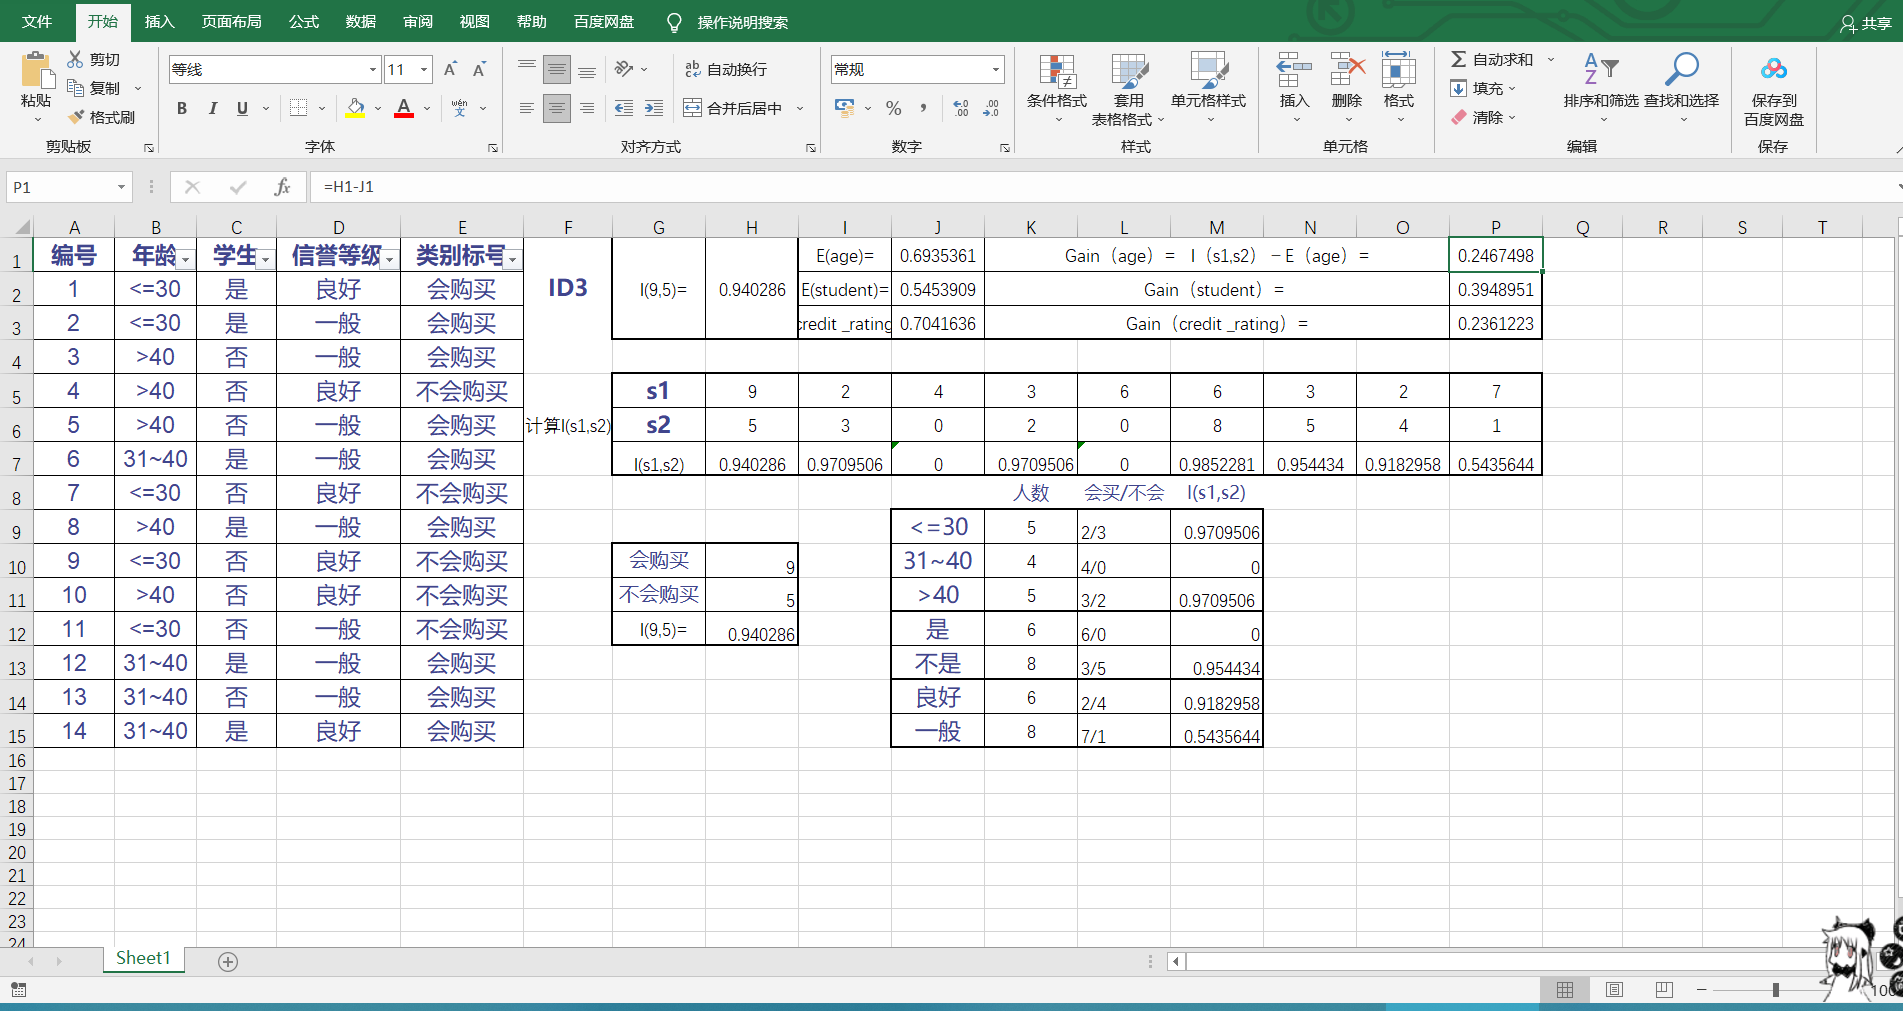 文件 开始 插入 页面布局 公式 数据 审阅 视图 帮助 百度网盘 操作说明搜索 共享
粘贴 剪切 复制 格式刷 剪贴板
等线 11 B I U A wén 文 字体
ab 自动换行 合并后居中 对齐方式
常规 % 数字
条件格式 套用 表格格式 单元格样式 样式
插入 删除 格式 单元格
自动求和 填充 清除 排序和筛选 查找和选择 编辑
保存到 百度网盘 保存
P1 fx =H1-J1
A B C D E F G H I J K L M N O P Q R S T
1 编号 年龄 学生 信誉等级 类别标号 E(age)= 0.6935361 Gain（age）= I（s1,s2）－E（age）= 0.2467498
2 1 <=30 是 良好 会购买 ID3 I(9,5)= 0.940286 E(student)= 0.5453909 Gain（student）= 0.3948951
3 2 <=30 是 一般 会购买 credit _rating 0.7041636 Gain（credit _rating）= 0.2361223
4 3 >40 否 一般 会购买
5 4 >40 否 良好 不会购买 s1 9 2 4 3 6 6 3 2 7
6 5 >40 否 一般 会购买 计算I(s1,s2) s2 5 3 0 2 0 8 5 4 1
7 6 31~40 是 一般 会购买 I(s1,s2) 0.940286 0.9709506 0 0.9709506 0 0.9852281 0.954434 0.9182958 0.5435644
8 7 <=30 否 良好 不会购买 人数 会买/不会 I(s1,s2)
9 8 >40 是 一般 会购买 <=30 5 2/3 0.9709506
10 9 <=30 否 良好 不会购买 会购买 9 31~40 4 4/0 0
11 10 >40 否 良好 不会购买 不会购买 5 >40 5 3/2 0.9709506
12 11 <=30 否 一般 不会购买 I(9,5)= 0.940286 是 6 6/0 0
13 12 31~40 是 一般 会购买 不是 8 3/5 0.954434
14 13 31~40 否 一般 会购买 良好 6 2/4 0.9182958
15 14 31~40 是 良好 会购买 一般 8 7/1 0.5435644
16
17
18
19
20
21
22
23
24
Sheet1
100